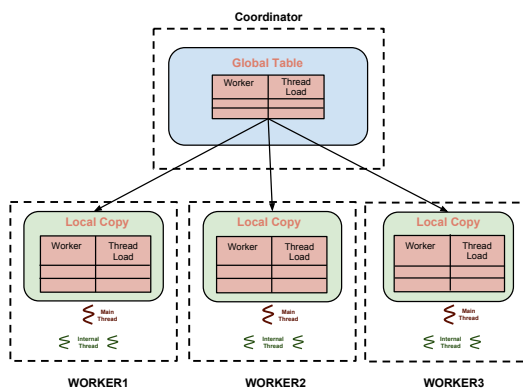 Coordinator
Global Table
Worker Thread
Load
Local Copy Local Copy Local Copy
Worker Thread Worker Thread Worker Thread
Load Load Load
Main Main Main
Thread Thread Thread
Internal Internal Internal
Thread Thread Thread
WORKER1 WORKER2 WORKER3